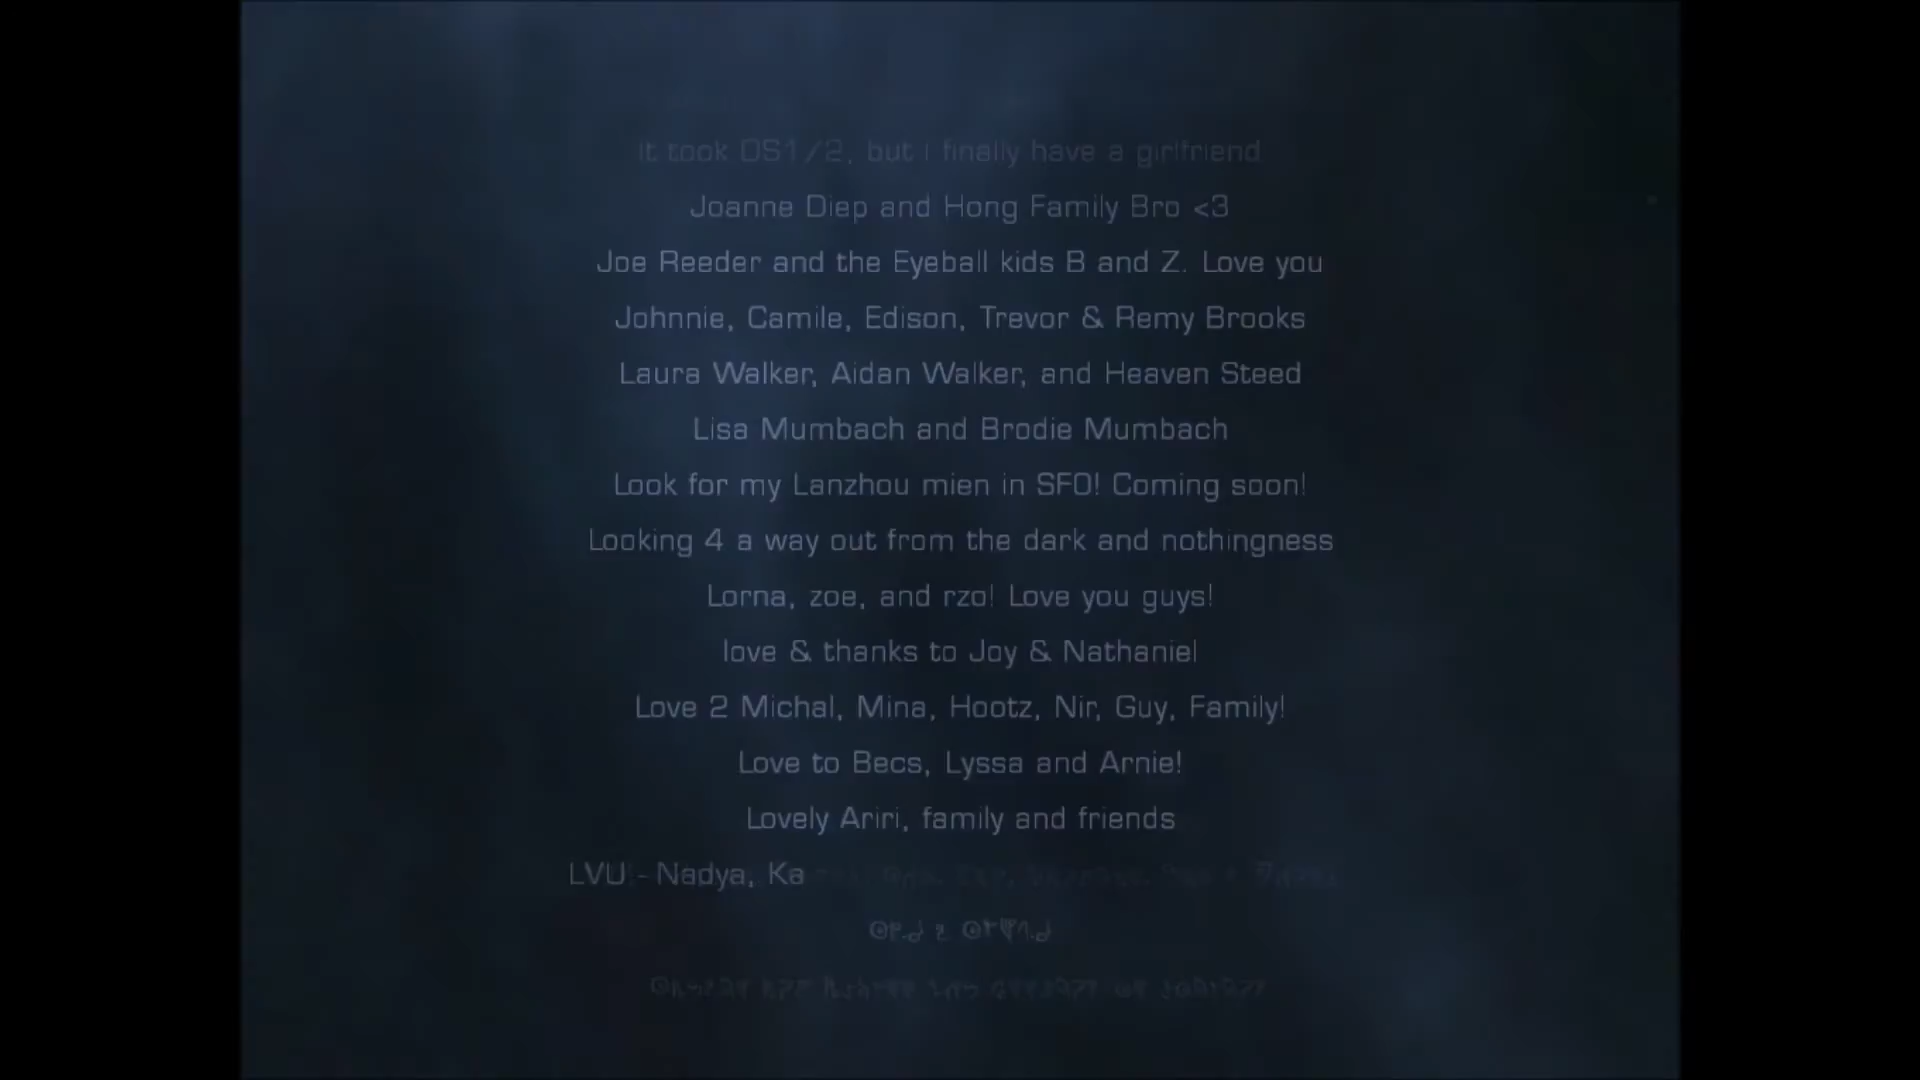 it took DS1/2, but i finally have a girlfriend
Joanne Diep and Hong Family Bro <3
Joe Reeder and the Eyeball kids B and Z. Love you
Johnnie, Camile, Edison, Trevor & Remy Brooks
Laura Walker, Aidan Walker, and Heaven Steed
Lisa Mumbach and Brodie Mumbach
Look for my Lanzhou mien in SFO! Coming soon!
Looking 4 a way out from the dark and nothingness
Lorna, zoe, and rzo! Love you guys!
love & thanks to Joy & Nathaniel
Love 2 Michal, Mina, Hootz, Nir, Guy, Family!
Love to Becs, Lyssa and Arnie!
Lovely Ariri, family and friends
LVU - Nadya, Ka